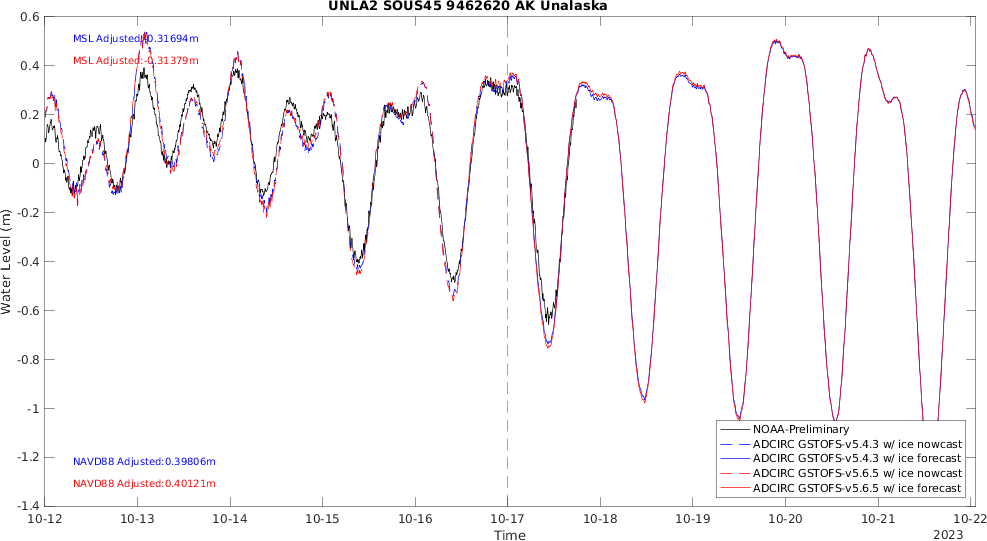 UNLA2 SOUS45 9462620 AK Unalaska
MSL Adjusted:-0.31694m
MSL Adjusted:-0.31379m
NAVD88 Adjusted:0.39806m
NAVD88 Adjusted:0.40121m
Water Level (m)
0.6
0.4
0.2
0
-0.2
-0.4
-0.6
-0.8
-1
-1.2
-1.4
NOAA-Preliminary
ADCIRC GSTOFS-v5.4.3 w/ ice nowcast
ADCIRC GSTOFS-v5.4.3 w/ ice forecast
ADCIRC GSTOFS-v5.6.5 w/ ice nowcast
ADCIRC GSTOFS-v5.6.5 w/ ice forecast
10-12 10-13 10-14 10-15 10-16 10-17 10-18 10-19 10-20 10-21 10-22
Time
2023